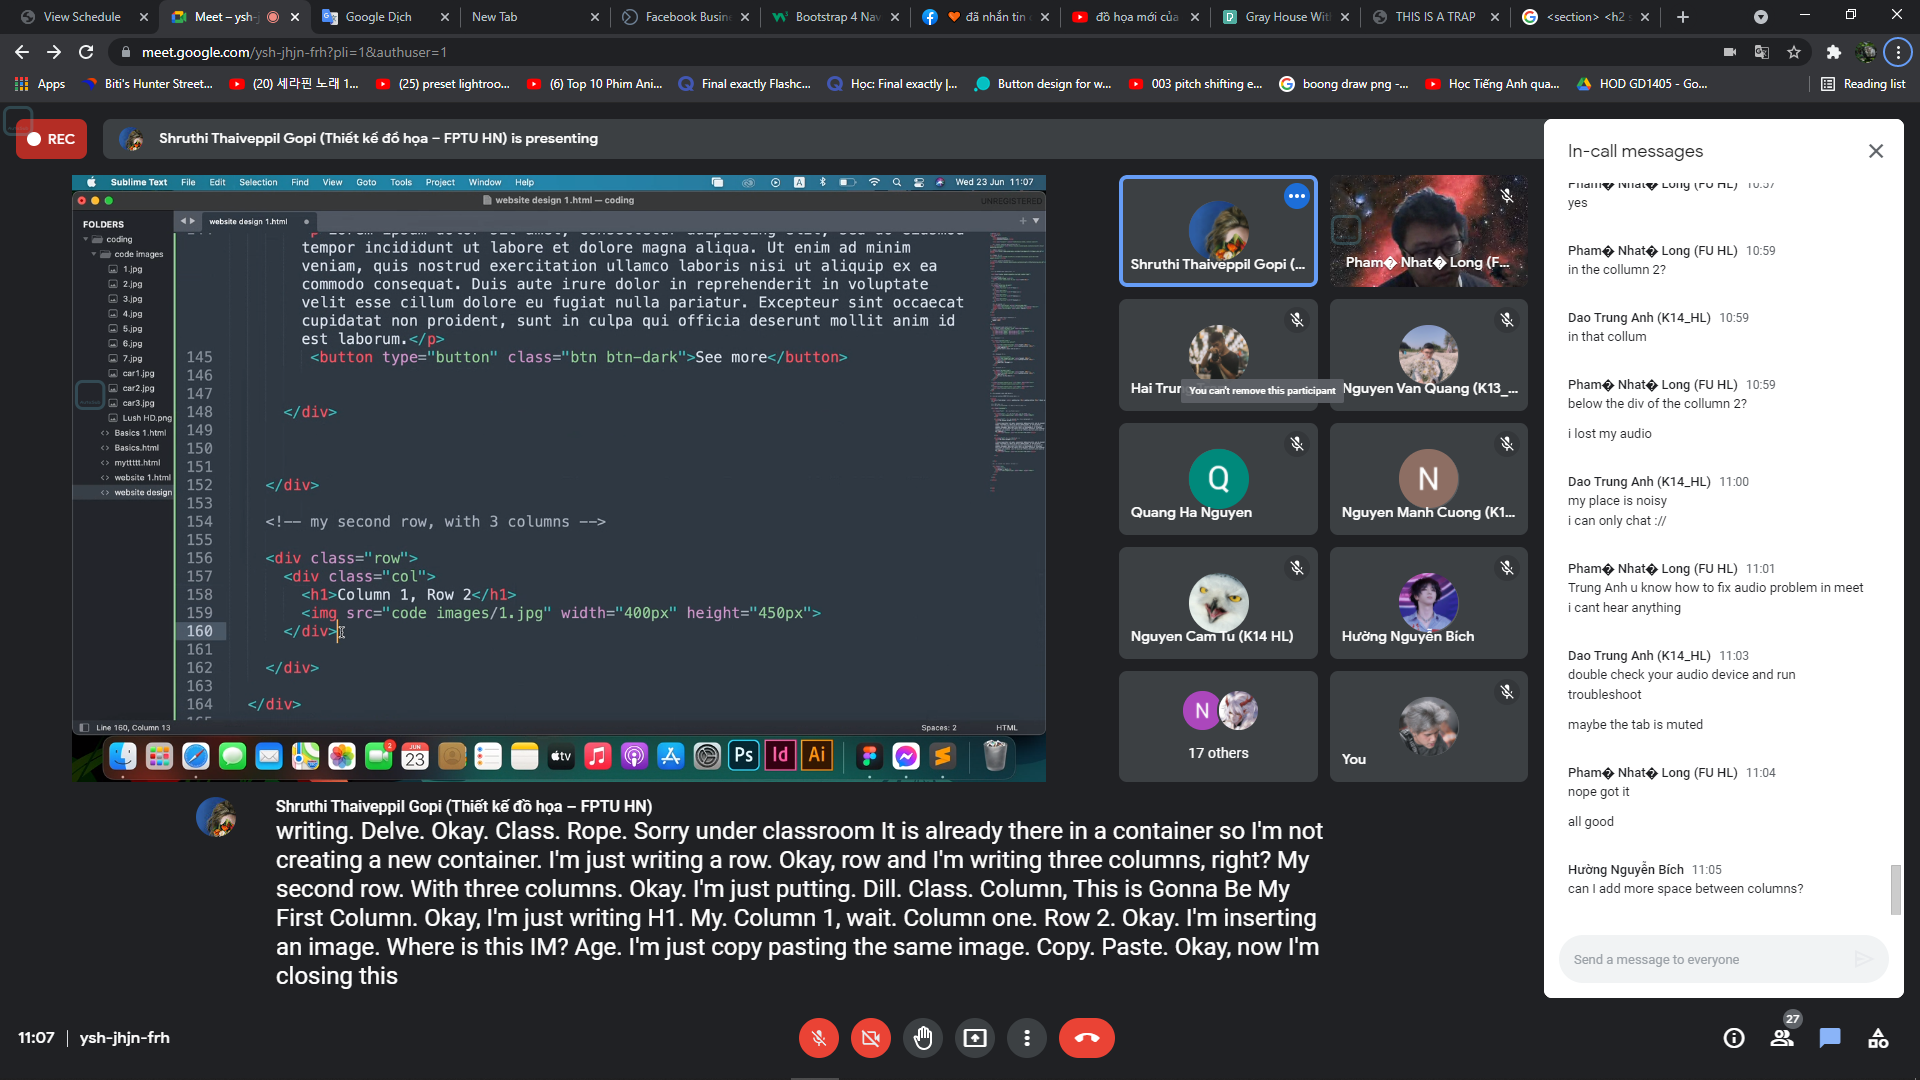 View Schedule
Meet – ysh-j
Google Dịch
New Tab
Facebook Busin
Bootstrap 4 Nav
đã nhắn tin
đồ họa mới củ
Gray House Wit
THIS IS A TRAP
<section> <h2
meet.google.com/ysh-jhjn-frh?pli=1&authuser=1
Apps
Biti's Hunter Street...
(20) 세라핀 노래 1...
(25) preset lightroo...
(6) Top 10 Phim Ani...
Final exactly Flashc...
Học: Final exactly |...
Button design for w...
003 pitch shifting e...
boong draw png -...
Học Tiếng Anh qua...
HOD GD1405 - Go...
Reading list
REC
Shruthi Thaiveppil Gopi (Thiết kế đồ họa – FPTU HN) is presenting
Sublime Text File Edit Selection Find View Goto Tools Project Window Help
Wed 23 Jun 11:07
website design 1.html — coding
UNREGISTERED
FOLDERS
coding
code images
1.jpg
2.jpg
3.jpg
4.jpg
5.jpg
6.jpg
7.jpg
car1.jpg
car2.jpg
car3.jpg
Lush HD.png
Basics 1.html
Basics.html
myttttt.html
website 1.html
website design
website design 1.html
tempor incididunt ut labore et dolore magna aliqua. Ut enim ad minim
veniam, quis nostrud exercitation ullamco laboris nisi ut aliquip ex ea
commodo consequat. Duis aute irure dolor in reprehenderit in voluptate
velit esse cillum dolore eu fugiat nulla pariatur. Excepteur sint occaecat
cupidatat non proident, sunt in culpa qui officia deserunt mollit anim id
est laborum.</p>
145 <button type="button" class="btn btn-dark">See more</button>
146
147
148 </div>
149
150
151
152 </div>
153
154 <!-- my second row, with 3 columns -->
155
156 <div class="row">
157 <div class="col">
158 <h1>Column 1, Row 2</h1>
159 <img src="code images/1.jpg" width="400px" height="450px">
160 </div>
161
162 </div>
163
164 </div>
Line 160, Column 13
Spaces: 2
HTML
2
JUN
23
tv
Ps
Id
Ai
Shruthi Thaiveppil Gopi (...
Pham� Nhat� Long (F...
Hai Trun
You can't remove this participant
Nguyen Van Quang (K13_...
Q
Quang Ha Nguyen
N
Nguyen Manh Cuong (K1...
Nguyen Cam Tu (K14 HL)
Hường Nguyễn Bích
N
17 others
You
Shruthi Thaiveppil Gopi (Thiết kế đồ họa – FPTU HN)
writing. Delve. Okay. Class. Rope. Sorry under classroom It is already there in a container so I'm not
creating a new container. I'm just writing a row. Okay, row and I'm writing three columns, right? My
second row. With three columns. Okay. I'm just putting. Dill. Class. Column, This is Gonna Be My
First Column. Okay, I'm just writing H1. My. Column 1, wait. Column one. Row 2. Okay. I'm inserting
an image. Where is this IM? Age. I'm just copy pasting the same image. Copy. Paste. Okay, now I'm
closing this
In-call messages
Pham� Nhat� Long (FU HL) 10:57
yes
Pham� Nhat� Long (FU HL) 10:59
in the collumn 2?
Dao Trung Anh (K14_HL) 10:59
in that collum
Pham� Nhat� Long (FU HL) 10:59
below the div of the collumn 2?
i lost my audio
Dao Trung Anh (K14_HL) 11:00
my place is noisy
i can only chat ://
Pham� Nhat� Long (FU HL) 11:01
Trung Anh u know how to fix audio problem in meet
i cant hear anything
Dao Trung Anh (K14_HL) 11:03
double check your audio device and run
troubleshoot
maybe the tab is muted
Pham� Nhat� Long (FU HL) 11:04
nope got it
all good
Hường Nguyễn Bích 11:05
can I add more space between columns?
Send a message to everyone
11:07 | ysh-jhjn-frh
27